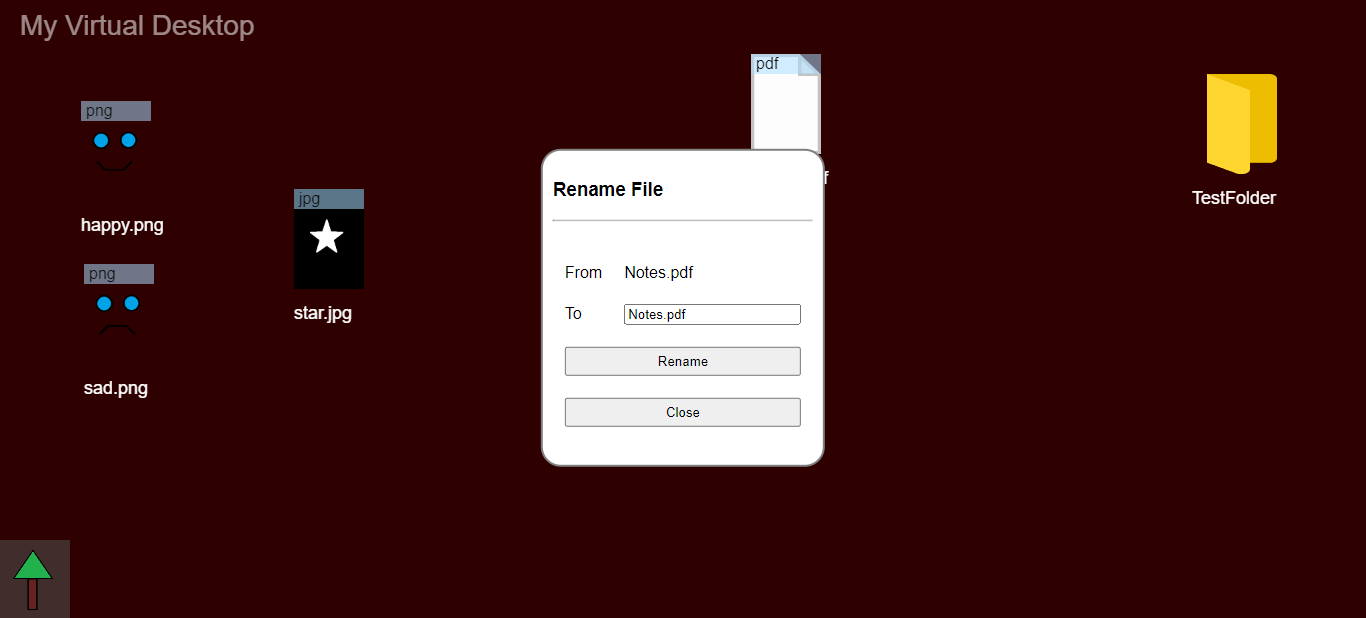 My Virtual Desktop
pdf
png
happy.png
jpg
star.jpg
png
sad.png
TestFolder
f
Rename File
From Notes.pdf
To Notes.pdf
Rename
Close